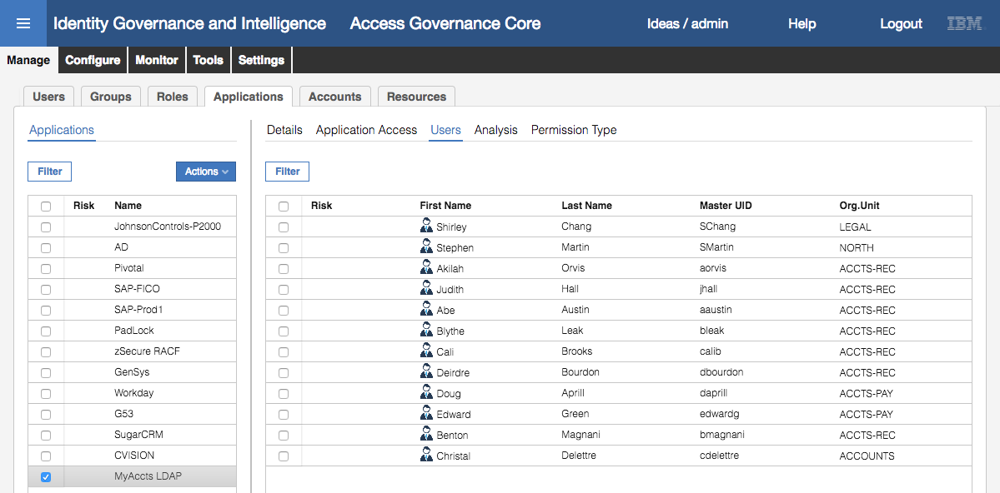 Identity Governance and Intelligence Access Governance Core Ideas / admin Help Logout IBM
Manage Configure Monitor Tools Settings
Users Groups Roles Applications Accounts Resources
Applications
Details Application Access Users Analysis Permission Type
Filter Actions
Filter
Risk Name
JohnsonControls-P2000
AD
Pivotal
SAP-FICO
SAP-Prod1
PadLock
zSecure RACF
GenSys
Workday
G53
SugarCRM
CVISION
MyAccts LDAP
Risk First Name Last Name Master UID Org.Unit
Shirley Chang SChang LEGAL
Stephen Martin SMartin NORTH
Akilah Orvis aorvis ACCTS-REC
Judith Hall jhall ACCTS-REC
Abe Austin aaustin ACCTS-REC
Blythe Leak bleak ACCTS-REC
Cali Brooks calib ACCTS-REC
Deirdre Bourdon dbourdon ACCTS-REC
Doug Aprill daprill ACCTS-PAY
Edward Green edwardg ACCTS-PAY
Benton Magnani bmagnani ACCTS-REC
Christal Delettre cdelettre ACCOUNTS